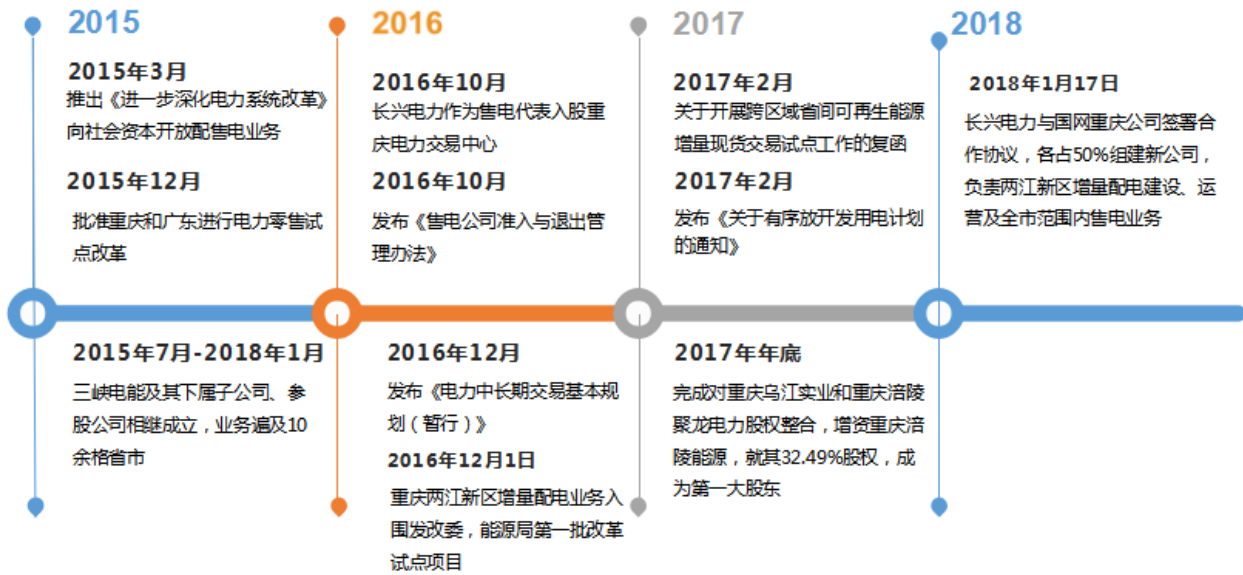 2015
2015年3月
推出《进一步深化电力系统改革》
向社会资本开放配售电业务
2015年12月
批准重庆和广东进行电力零售试
点改革
2015年7月-2018年1月
三峡电能及其下属子公司、参
股公司相继成立，业务遍及10
余格省市
2016
2016年10月
长兴电力作为售电代表入股重
庆电力交易中心
2016年10月
发布《售电公司准入与退出管
理办法》
2016年12月
发布《电力中长期交易基本规
划（暂行）》
2016年12月1日
重庆两江新区增量配电业务入
围发改委，能源局第一批改革
试点项目
2017
2017年2月
关于开展跨区域省间可再生能源
增量现货交易试点工作的复函
2017年2月
发布《关于有序放开发用电计划
的通知》
2017年年底
完成对重庆乌江实业和重庆涪陵
聚龙电力股权整合，增资重庆涪
陵能源，就其32.49%股权，成
为第一大股东
2018
2018年1月17日
长兴电力与国网重庆公司签署合
作协议，各占50%组建新公司，
负责两江新区增量配电建设、运
营及全市范围内售电业务